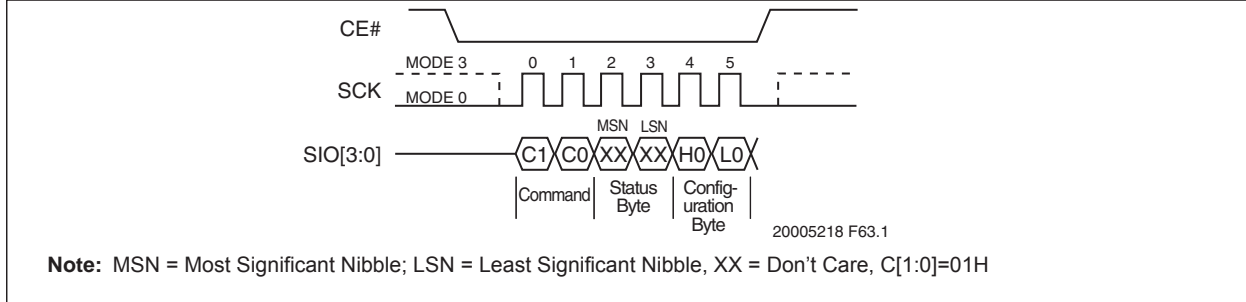 CE#
MODE 3 0 1 2 3 4 5
SCK
MODE 0
MSN LSN
SIO[3:0] C1 C0 XX XX H0 L0
Command Status Byte Config-uration Byte
20005218 F63.1
Note: MSN = Most Significant Nibble; LSN = Least Significant Nibble, XX = Don't Care, C[1:0]=01H